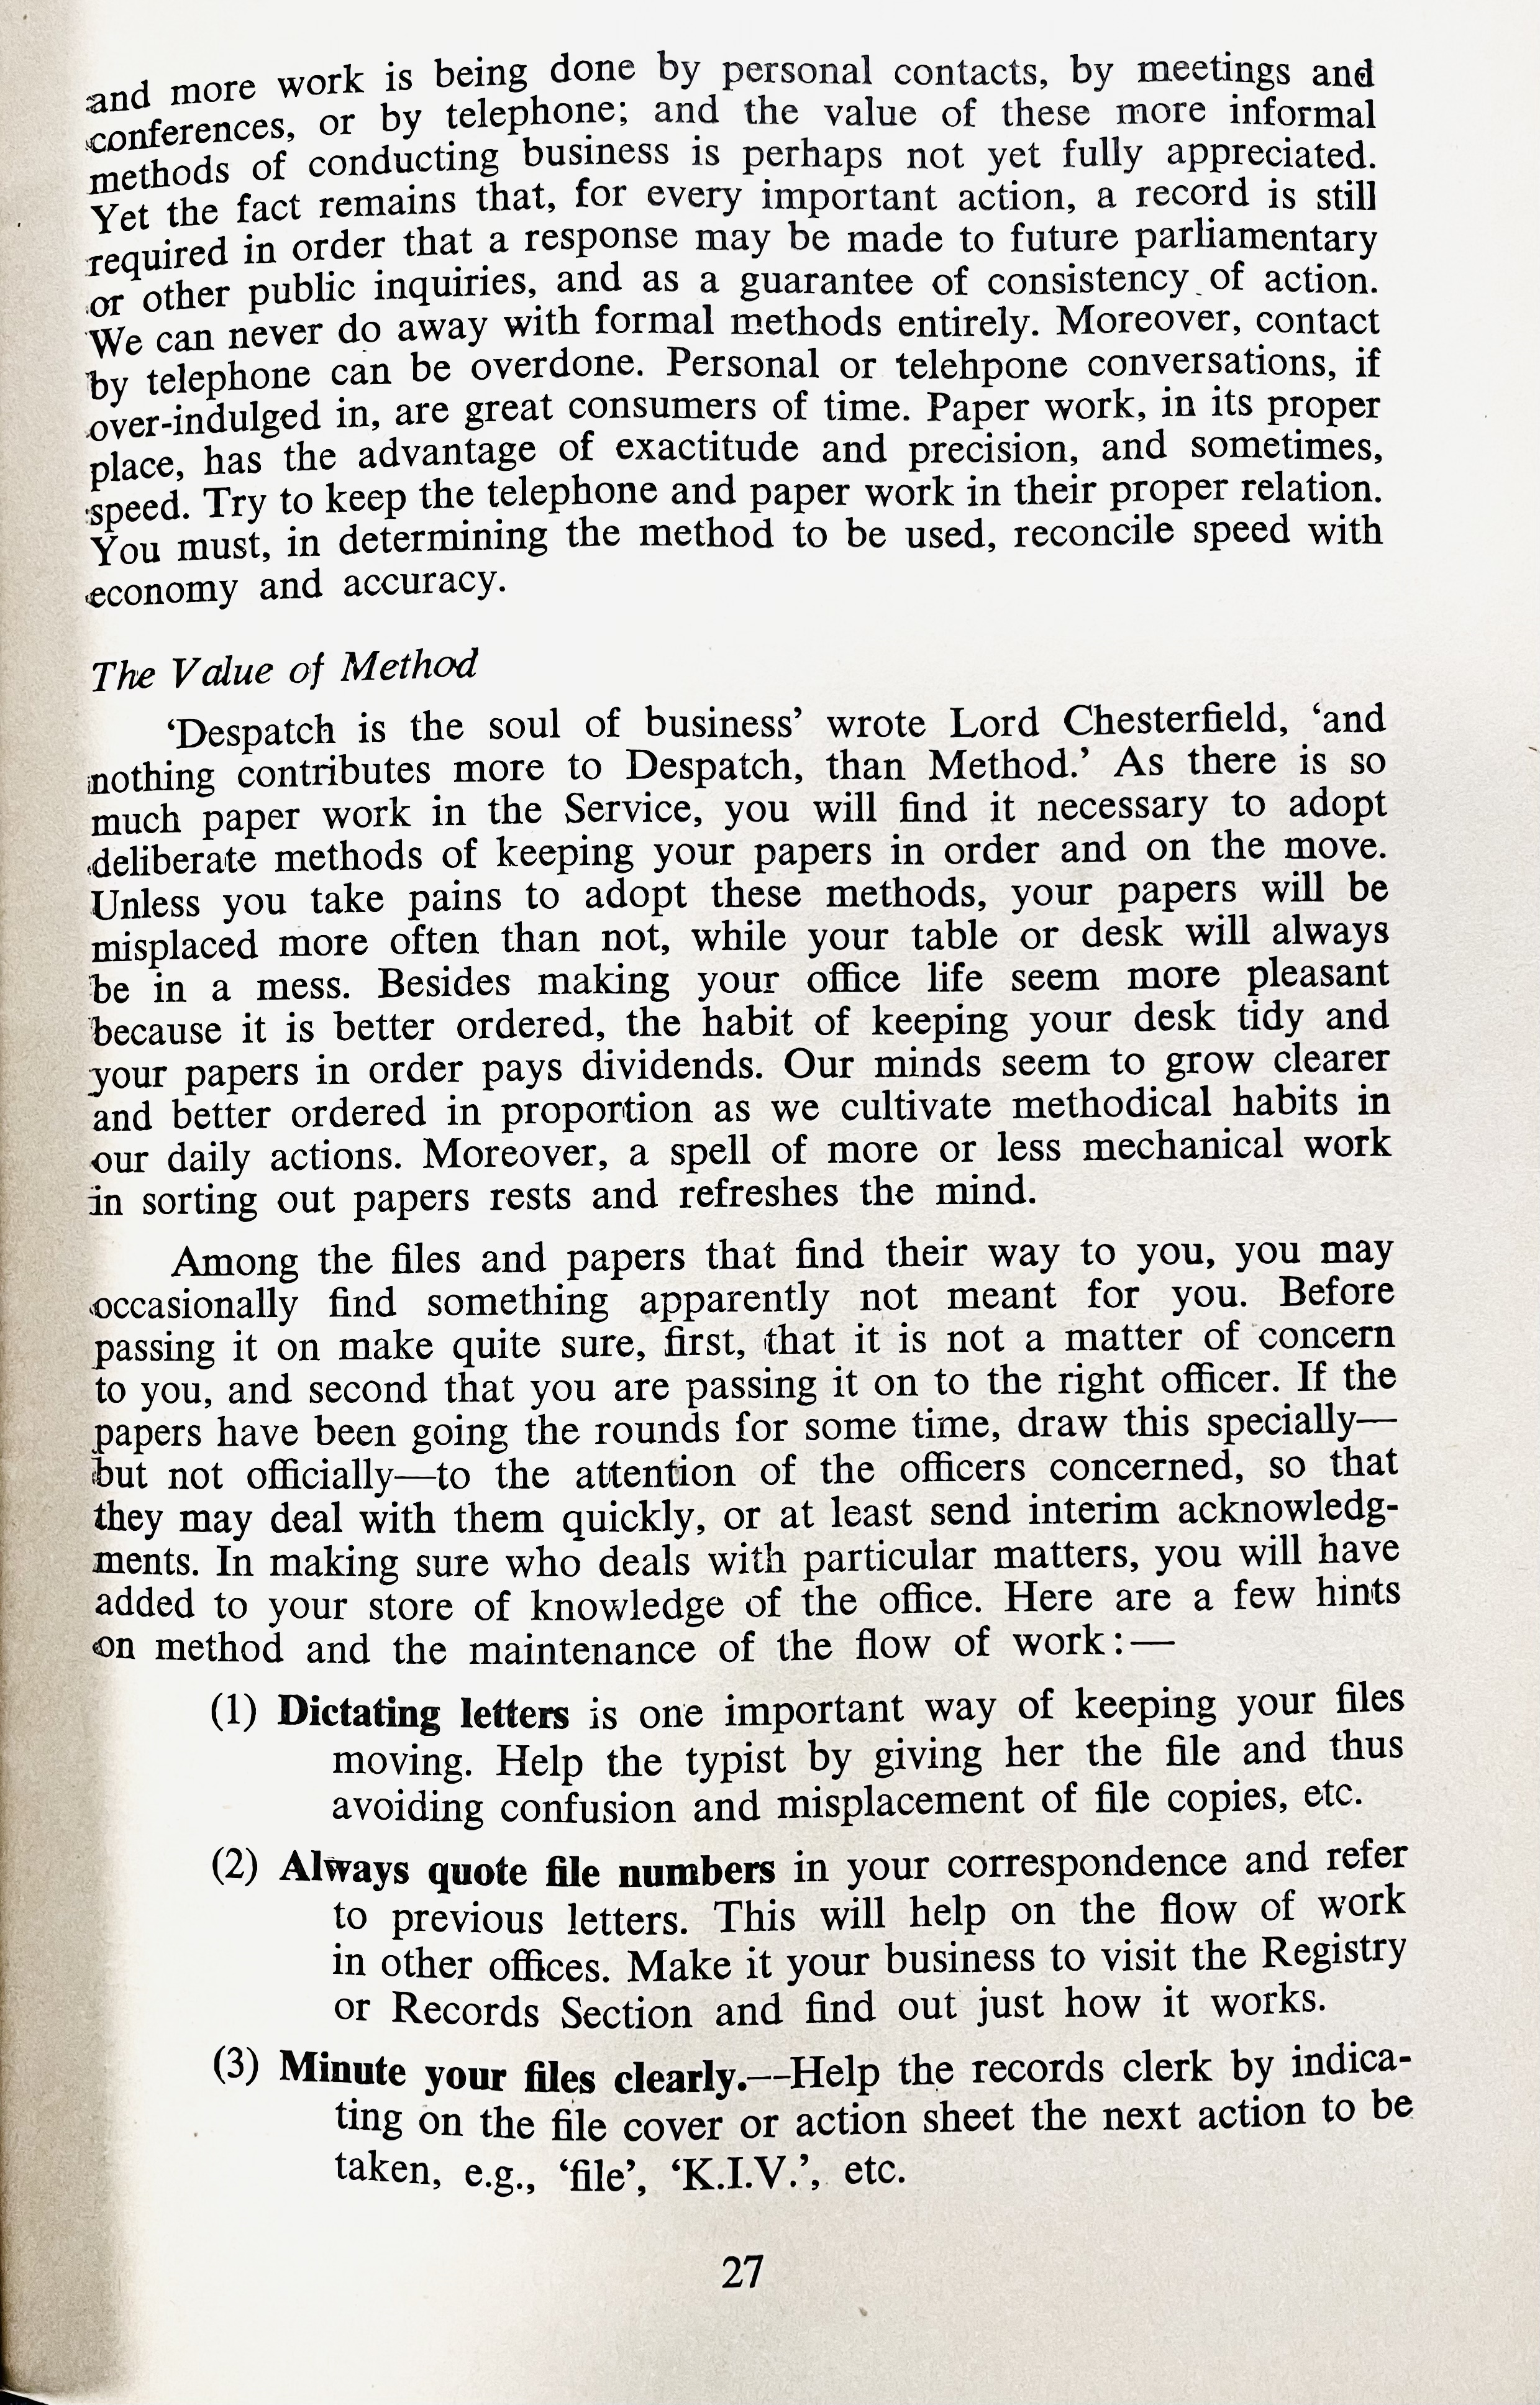 and more work is being done by personal contacts, by meetings and
conferences, or by telephone; and the value of these more informal
methods of conducting business is perhaps not yet fully appreciated.
Yet the fact remains that, for every important action, a record is still
required in order that a response may be made to future parliamentary
or other public inquiries, and as a guarantee of consistency of action.
We can never do away with formal methods entirely. Moreover, contact
by telephone can be overdone. Personal or telehpone conversations, if
over-indulged in, are great consumers of time. Paper work, in its proper
place, has the advantage of exactitude and precision, and sometimes,
speed. Try to keep the telephone and paper work in their proper relation.
You must, in determining the method to be used, reconcile speed with
economy and accuracy.
The Value of Method
‘Despatch is the soul of business’ wrote Lord Chesterfield, ‘and
nothing contributes more to Despatch, than Method.’ As there is so
much paper work in the Service, you will find it necessary to adopt
deliberate methods of keeping your papers in order and on the move.
Unless you take pains to adopt these methods, your papers will be
misplaced more often than not, while your table or desk will always
be in a mess. Besides making your office life seem more pleasant
because it is better ordered, the habit of keeping your desk tidy and
your papers in order pays dividends. Our minds seem to grow clearer
and better ordered in proportion as we cultivate methodical habits in
our daily actions. Moreover, a spell of more or less mechanical work
in sorting out papers rests and refreshes the mind.
Among the files and papers that find their way to you, you may
occasionally find something apparently not meant for you. Before
passing it on make quite sure, first, that it is not a matter of concern
to you, and second that you are passing it on to the right officer. If the
papers have been going the rounds for some time, draw this specially—
but not officially—to the attention of the officers concerned, so that
they may deal with them quickly, or at least send interim acknowledg-
ments. In making sure who deals with particular matters, you will have
added to your store of knowledge of the office. Here are a few hints
on method and the maintenance of the flow of work:—
(1) Dictating letters is one important way of keeping your files
moving. Help the typist by giving her the file and thus
avoiding confusion and misplacement of file copies, etc.
(2) Always quote file numbers in your correspondence and refer
to previous letters. This will help on the flow of work
in other offices. Make it your business to visit the Registry
or Records Section and find out just how it works.
(3) Minute your files clearly.—Help the records clerk by indica-
ting on the file cover or action sheet the next action to be
taken, e.g., ‘file’, ‘K.I.V.’, etc.
27